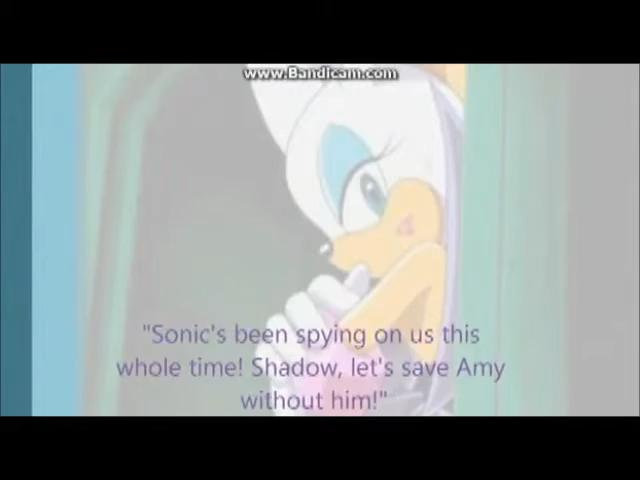 www.Bandicam.com
"Sonic's been spying on us this
whole time! Shadow, let's save Amy
without him!"